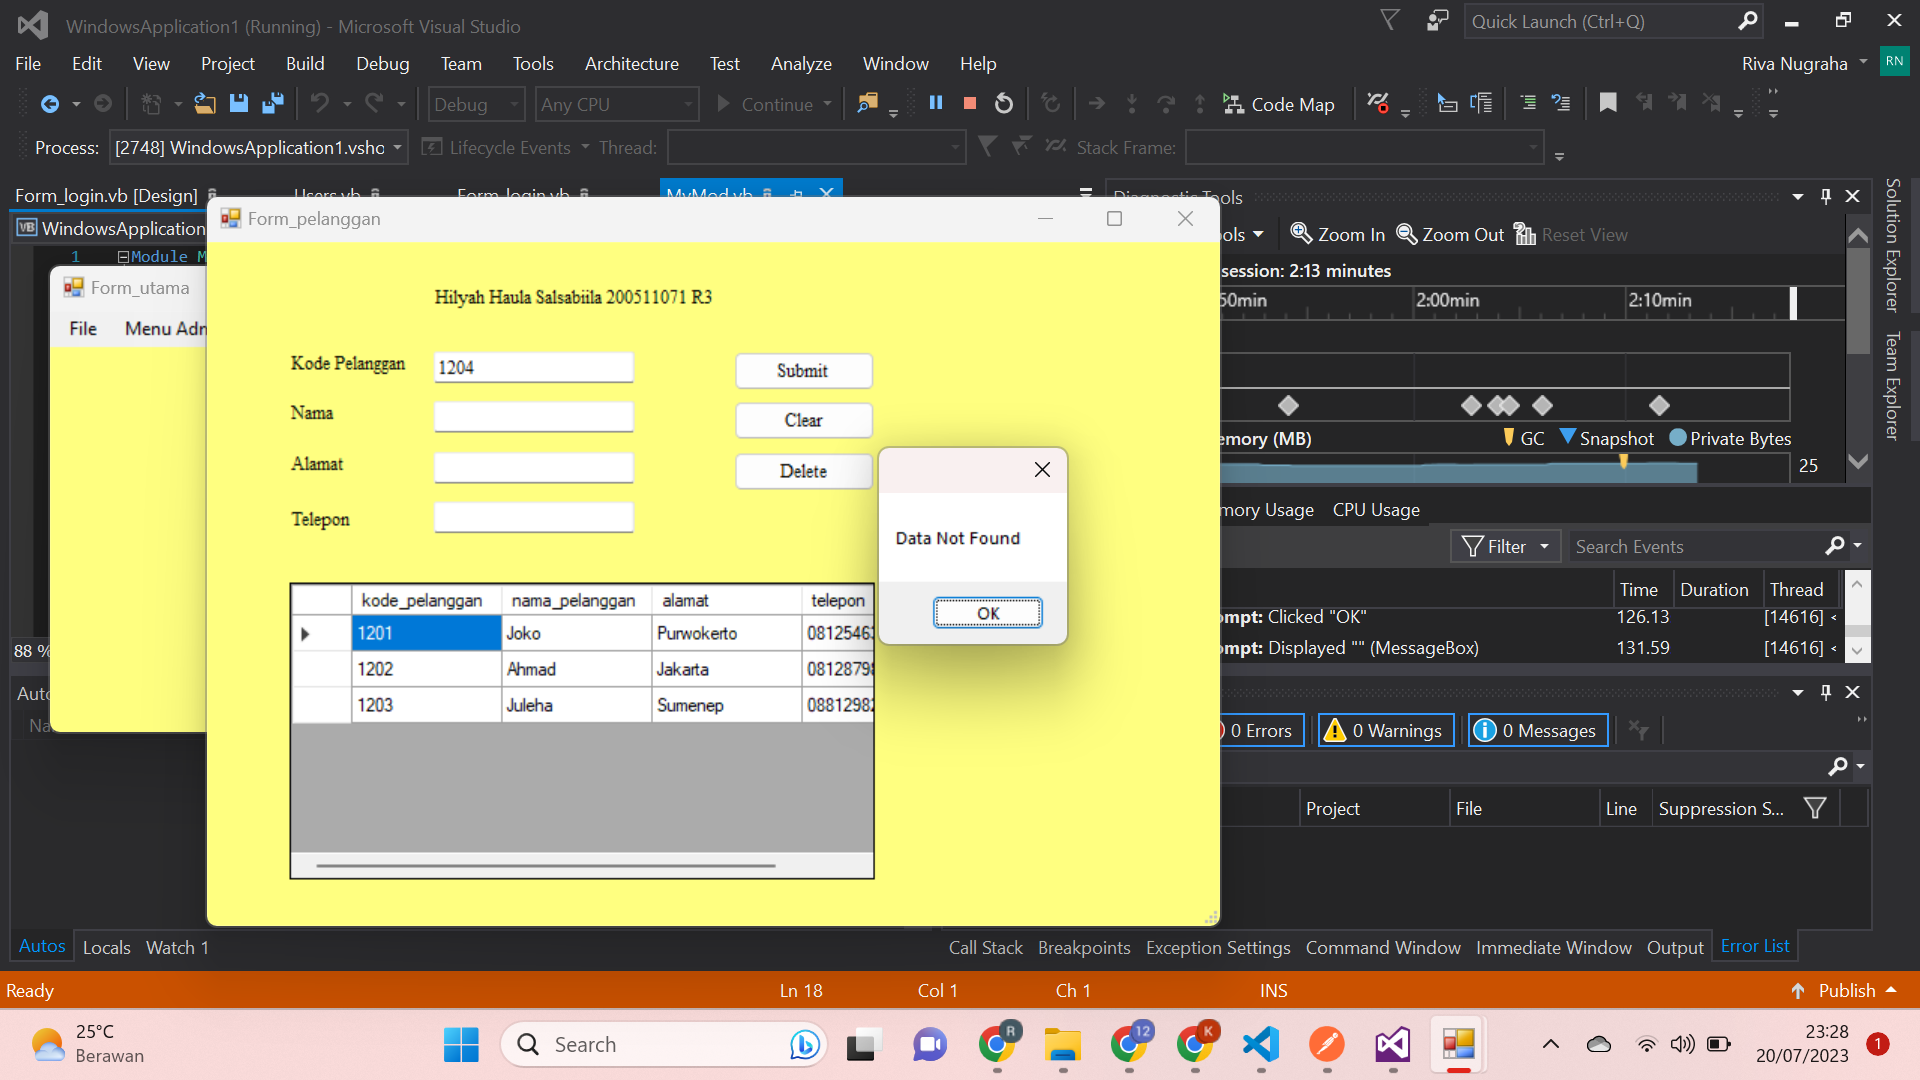 WindowsApplication1 (Running) - Microsoft Visual Studio
Quick Launch (Ctrl+Q)
File Edit View Project Build Debug Team Tools Architecture Test Analyze Window Help
Riva Nugraha RN
Debug Any CPU Continue Code Map
Process: [2748] WindowsApplication1.vsho Lifecycle Events Thread: Stack Frame:
Form_login.vb [Design] Users.vb Form_login.vb MyMod.vb
Tools
WindowsApplication
1 Module M
Form_utama
File Menu Adm
88 %
Form_pelanggan
Hilyah Haula Salsabiila 200511071 R3
Kode Pelanggan 1204 Submit
Nama Clear
Alamat Delete
Telepon
Data Not Found
OK
kode_pelanggan nama_pelanggan alamat telepon
1201 Joko Purwokerto 0812546
1202 Ahmad Jakarta 0812879
1203 Juleha Sumenep 0881298
ols Zoom In Zoom Out Reset View
session: 2:13 minutes
50min 2:00min 2:10min
emory (MB) GC Snapshot Private Bytes
25
mory Usage CPU Usage
Filter Search Events
Time Duration Thread
ompt: Clicked "OK" 126.13 [14616]
ompt: Displayed "" (MessageBox) 131.59 [14616]
0 Errors 0 Warnings 0 Messages
Project File Line Suppression S...
Solution Explorer
Team Explorer
Autos Locals Watch 1
Call Stack Breakpoints Exception Settings Command Window Immediate Window Output Error List
Ready Ln 18 Col 1 Ch 1 INS Publish
25°C
Berawan
Search
R 12 K
23:28
20/07/2023
1